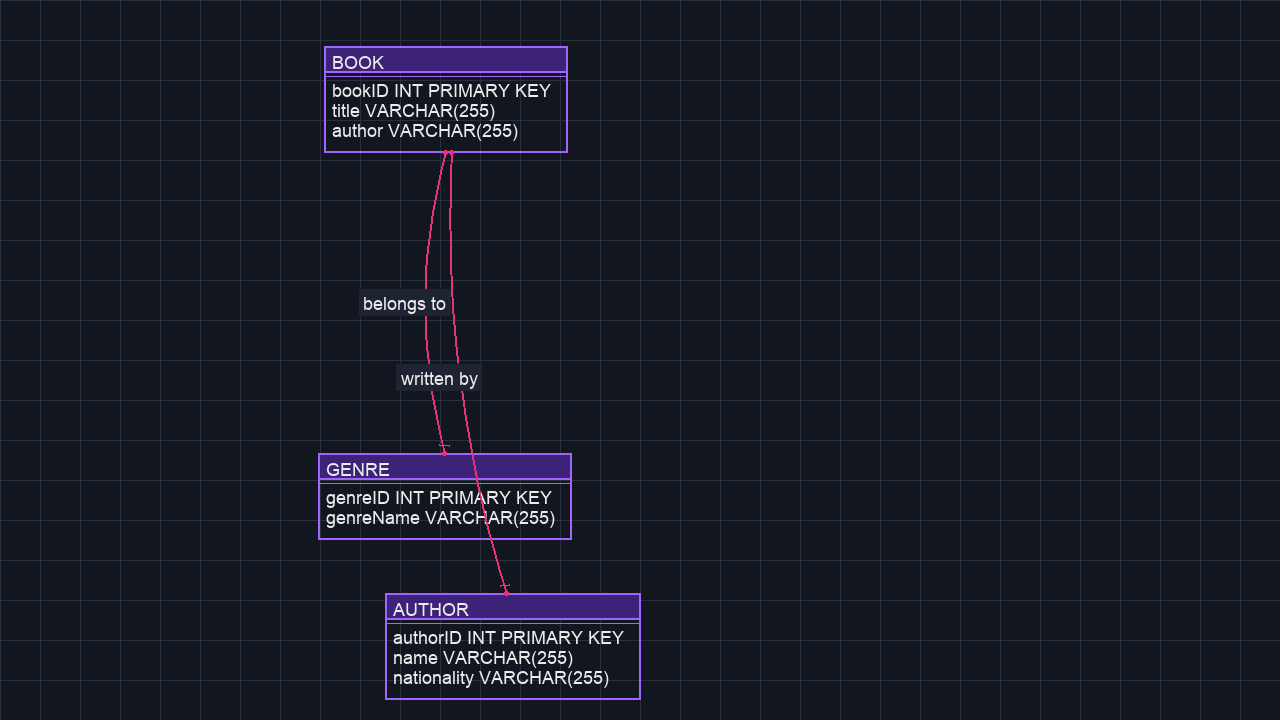 BOOK
bookID INT PRIMARY KEY
title VARCHAR(255)
author VARCHAR(255)
belongs to
written by
GENRE
genreID INT PRIMARY KEY
genreName VARCHAR(255)
AUTHOR
authorID INT PRIMARY KEY
name VARCHAR(255)
nationality VARCHAR(255)